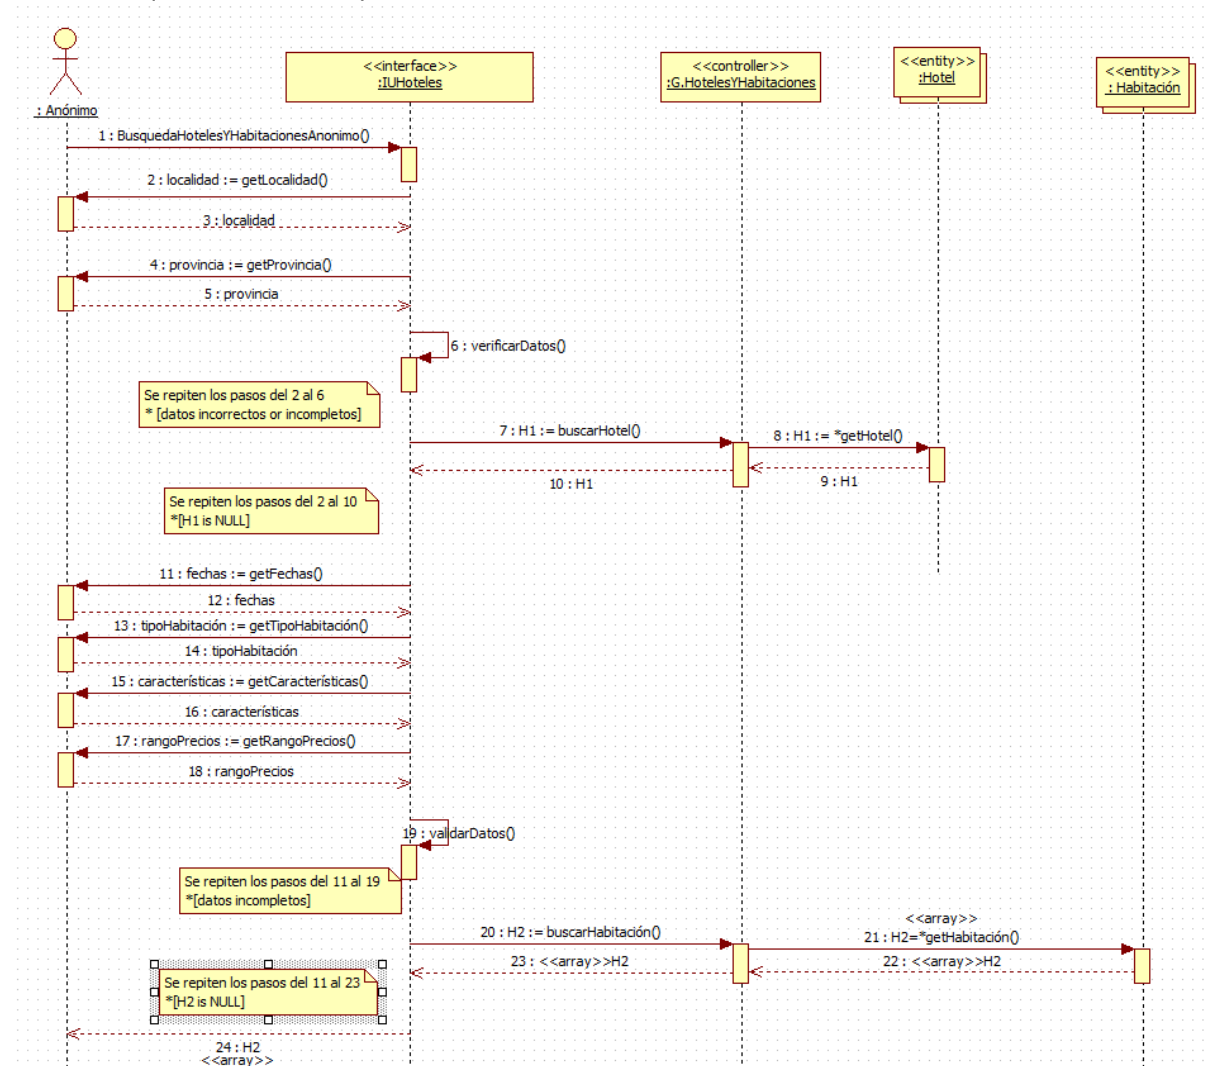 : Anónimo
<<interface>>
:IUHoteles
<<controller>>
:G.HotelesYHabitaciones
<<entity>>
:Hotel
<<entity>>
: Habitación
1 : BusquedaHotelesYHabitacionesAnonimo()
2 : localidad := getLocalidad()
3 : localidad
4 : provincia := getProvincia()
5 : provincia
6 : verificarDatos()
Se repiten los pasos del 2 al 6
* [datos incorrectos or incompletos]
7 : H1 := buscarHotel()
8 : H1 := *getHotel()
9 : H1
10 : H1
Se repiten los pasos del 2 al 10
*[H1 is NULL]
11 : fechas := getFechas()
12 : fechas
13 : tipoHabitación := getTipoHabitación()
14 : tipoHabitación
15 : características := getCaracterísticas()
16 : características
17 : rangoPrecios := getRangoPrecios()
18 : rangoPrecios
19 : validarDatos()
Se repiten los pasos del 11 al 19
*[datos incompletos]
20 : H2 := buscarHabitación()
<<array>>
21 : H2=*getHabitación()
22 : <<array>>H2
23 : <<array>>H2
Se repiten los pasos del 11 al 23
*[H2 is NULL]
24 : H2
<<array>>